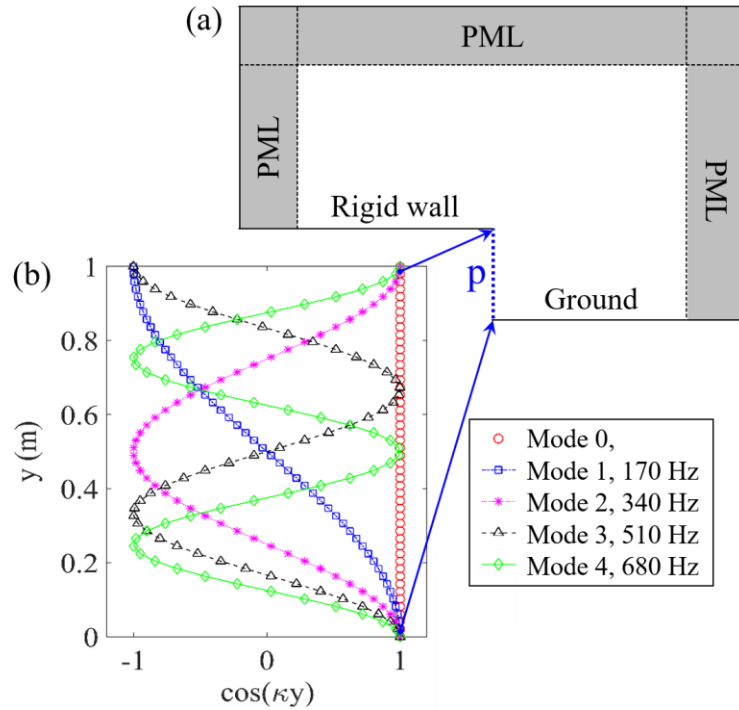 (a)
PML
PML
PML
Rigid wall
(b)
p
Ground
1
0.8
0.6
0.4
0.2
0
y (m)
-1 0 1
cos(κy)
Mode 0,
Mode 1, 170 Hz
Mode 2, 340 Hz
Mode 3, 510 Hz
Mode 4, 680 Hz